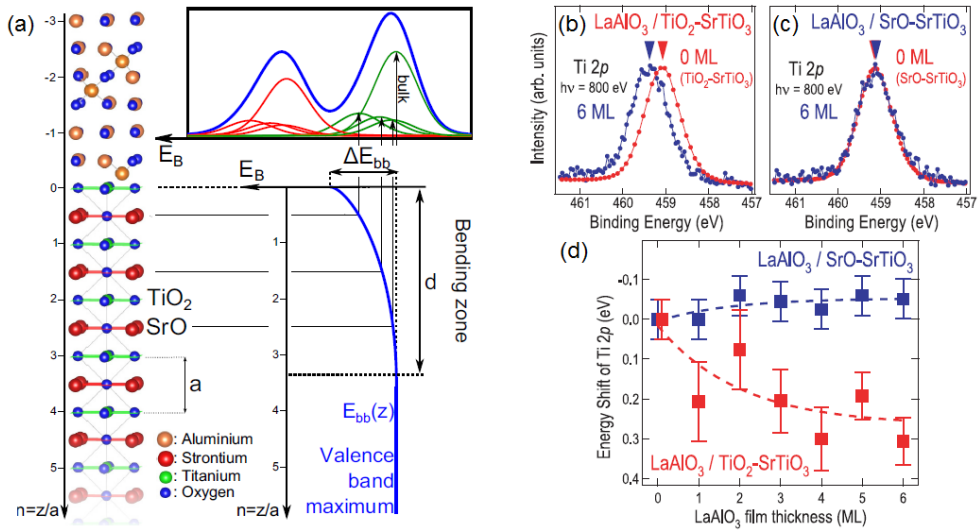 (a)
-3
-2
-1
0
1
2
3
4
5
n=z/a
TiO2
SrO
a
: Aluminium
: Strontium
: Titanium
: Oxygen
bulk
EB
ΔEbb
EB
1
2
3
4
5
n=z/a
d
Bending zone
Ebb(z)
Valence
band
maximum
(b)
LaAlO3 / TiO2-SrTiO3
Intensity (arb. units)
Ti 2p
hν = 800 eV
6 ML
0 ML
(TiO2-SrTiO3)
461 460 459 458 457
Binding Energy (eV)
(c)
LaAlO3 / SrO-SrTiO3
Ti 2p
hν = 800 eV
6 ML
0 ML
(SrO-SrTiO3)
461 460 459 458 457
Binding Energy (eV)
(d)
Energy Shift of Ti 2p (eV)
-0.1
0.0
0.1
0.2
0.3
0.4
LaAlO3 / SrO-SrTiO3
LaAlO3 / TiO2-SrTiO3
0 1 2 3 4 5 6
LaAlO3 film thickness (ML)